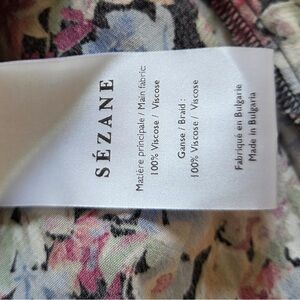 SÉZANE
Matière principale / Main fabric:
100% Viscose / Viscose
Ganse / Braid :
100% Viscose / Viscose
Fabriqué en Bulgarie
Made in Bulgaria